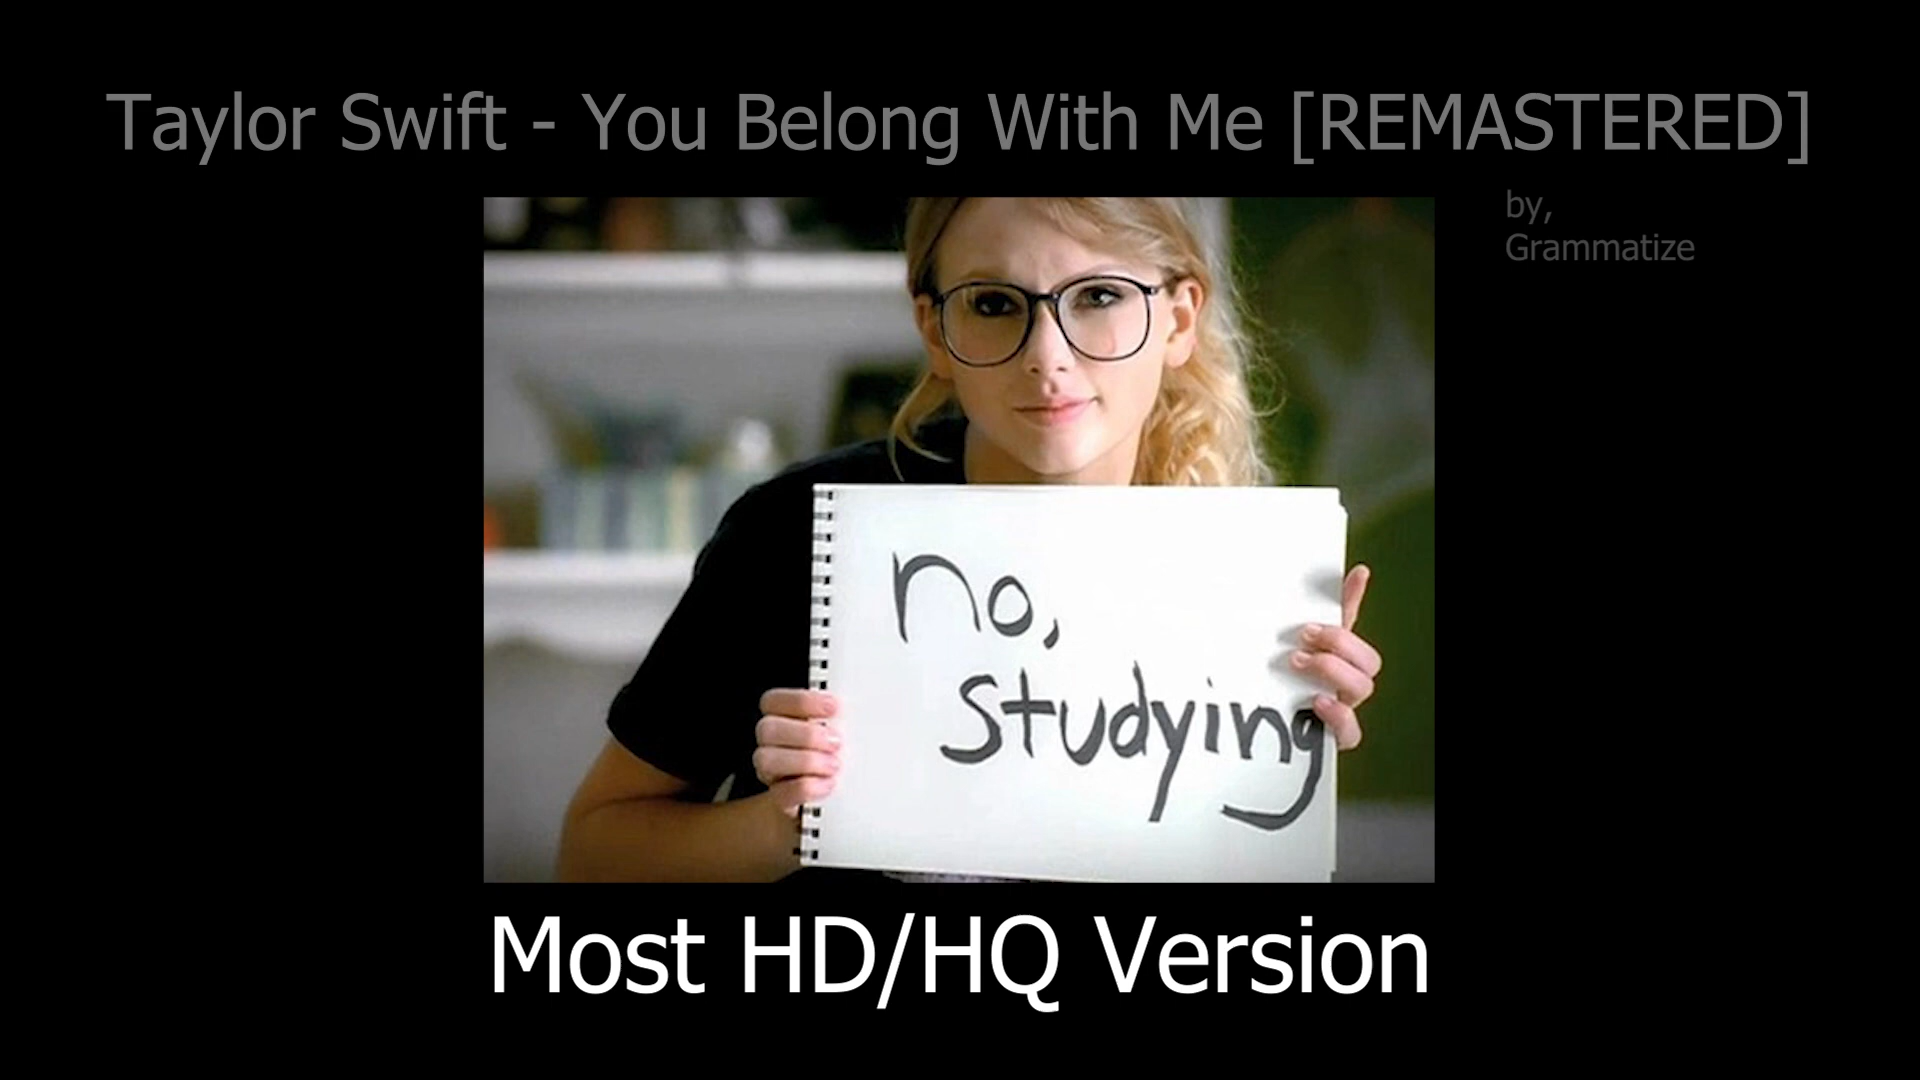 Taylor Swift - You Belong With Me [REMASTERED]
by,
Grammatize
no,
studying
Most HD/HQ Version